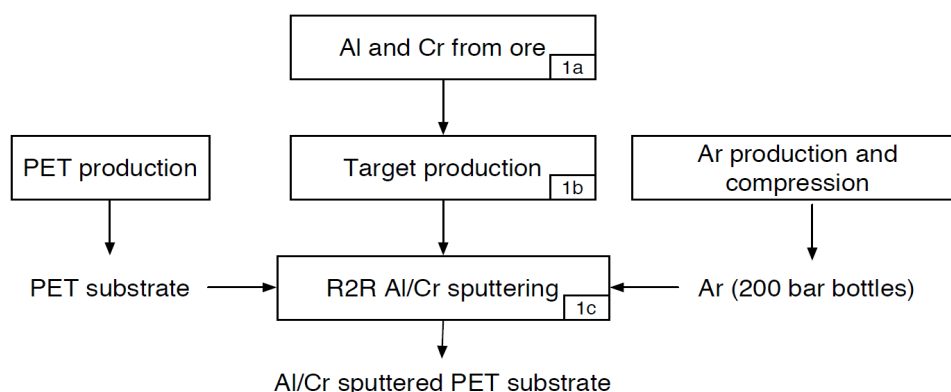 Al and Cr from ore
1a
PET production
Target production
1b
Ar production and
compression
PET substrate
R2R Al/Cr sputtering
1c
Ar (200 bar bottles)
Al/Cr sputtered PET substrate